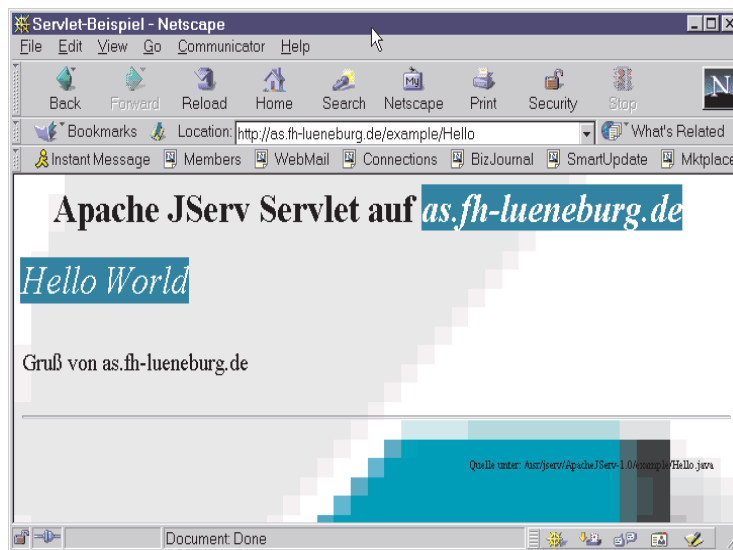 Servlet-Beispiel - Netscape
File Edit View Go Communicator Help
Back Forward Reload Home Search My Netscape Print Security Stop N
Bookmarks Location: http://as.fh-lueneburg.de/example/Hello What's Related
Instant Message Members WebMail Connections BizJournal SmartUpdate Mktplace
Apache JServ Servlet auf as.fh-lueneburg.de
Hello World
Gruß von as.fh-lueneburg.de
Quelle unter: /usr/jserv/ApacheJServ-1.0/example/Hello.java
Document: Done